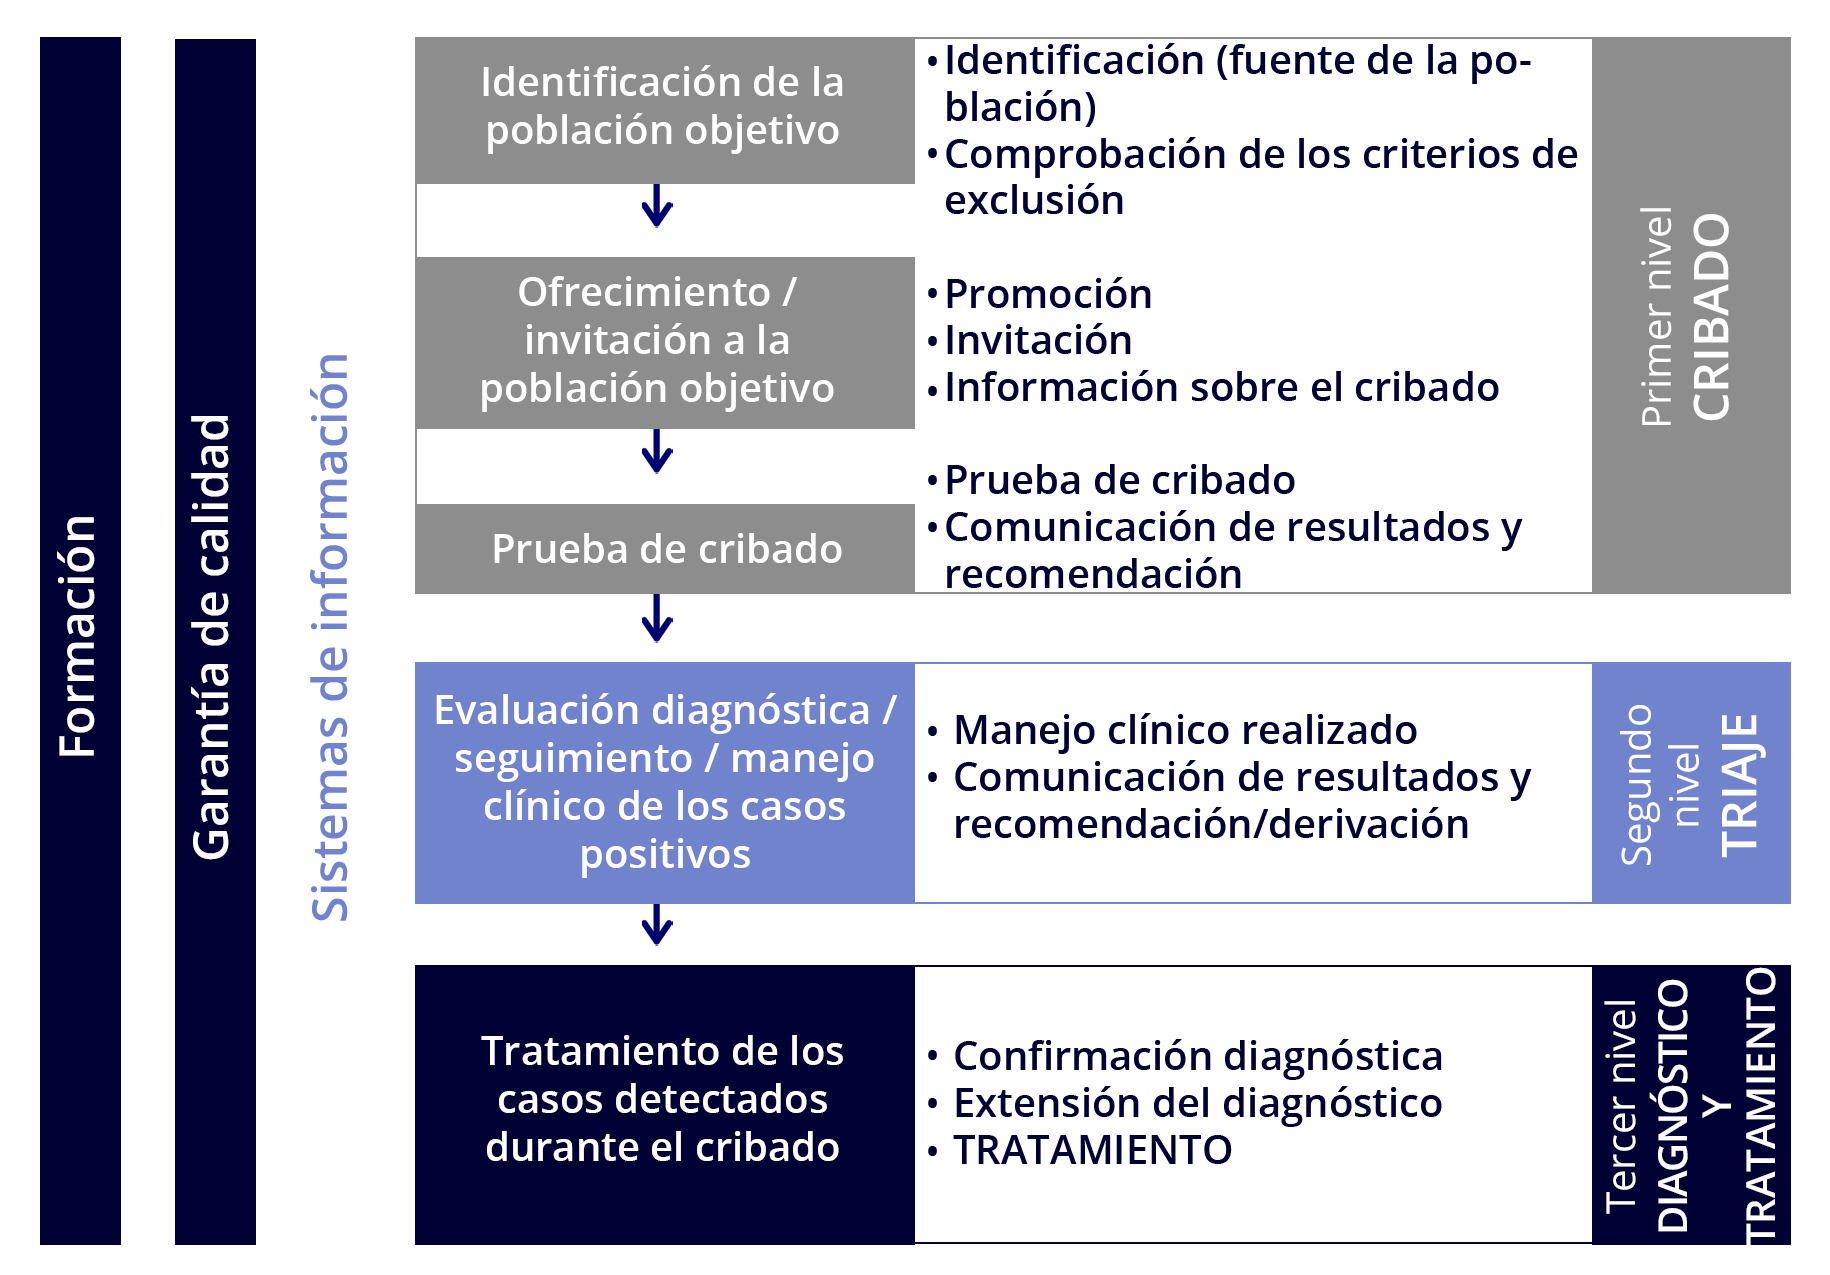 Formación
Garantía de calidad
Sistemas de información
Identificación de la
población objetivo
• Identificación (fuente de la po-
blación)
• Comprobación de los criterios de
exclusión
Ofrecimiento /
invitación a la
población objetivo
• Promoción
• Invitación
• Información sobre el cribado
Prueba de cribado
• Prueba de cribado
• Comunicación de resultados y
recomendación
Primer nivel
CRIBADO
Evaluación diagnóstica /
seguimiento / manejo
clínico de los casos
positivos
• Manejo clínico realizado
• Comunicación de resultados y
recomendación/derivación
Segundo
nivel
TRIAJE
Tratamiento de los
casos detectados
durante el cribado
• Confirmación diagnóstica
• Extensión del diagnóstico
• TRATAMIENTO
Tercer nivel
DIAGNÓSTICO
Y
TRATAMIENTO